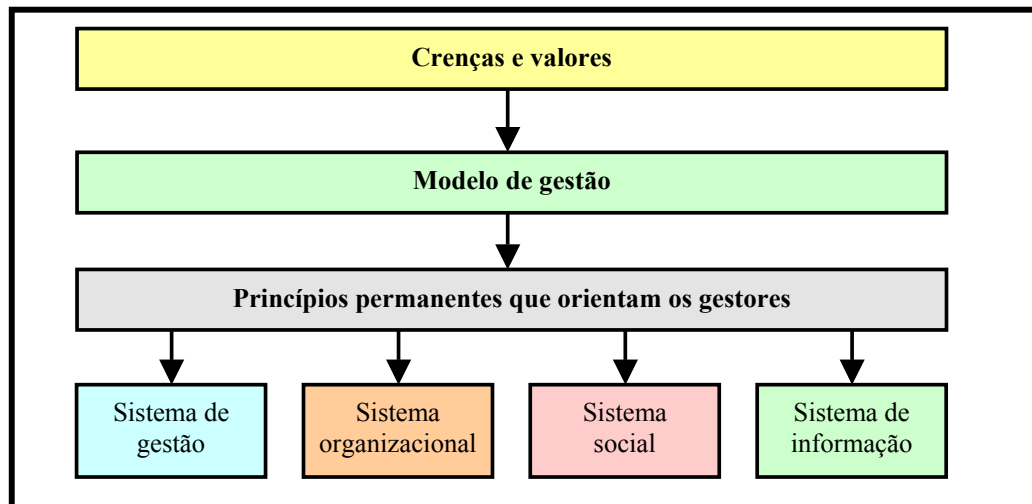 Crenças e valores
Modelo de gestão
Princípios permanentes que orientam os gestores
Sistema de
gestão
Sistema
organizacional
Sistema
social
Sistema de
informação